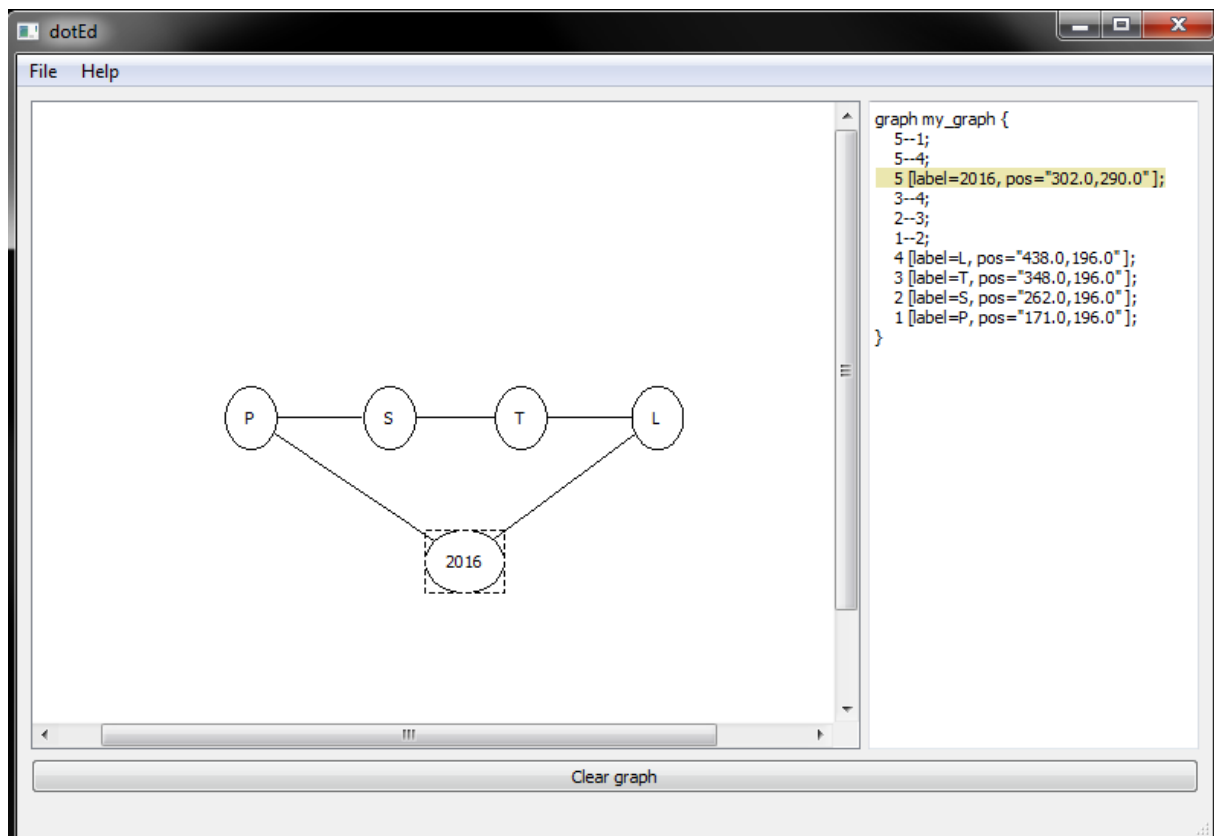 dotEd
File Help
graph my_graph {
5--1;
5--4;
5 [label=2016, pos="302.0,290.0" ];
3--4;
2--3;
1--2;
4 [label=L, pos="438.0,196.0" ];
3 [label=T, pos="348.0,196.0" ];
2 [label=S, pos="262.0,196.0" ];
1 [label=P, pos="171.0,196.0" ];
}
P S T L
2016
Clear graph